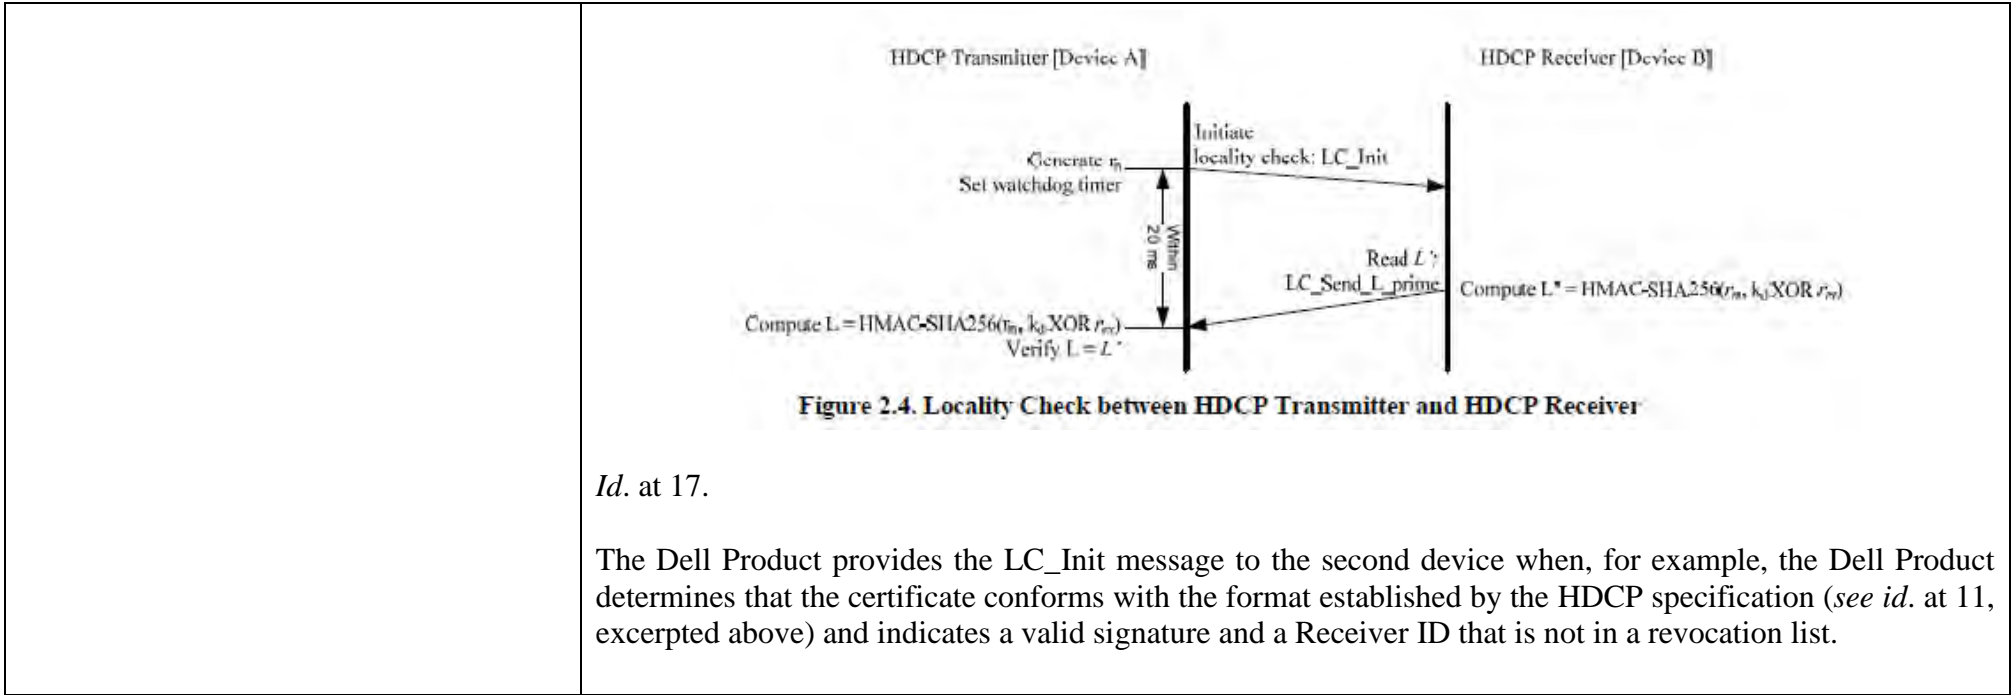 HDCP Transmitter [Device A]
HDCP Receiver [Device B]
Initiate
locality check: LC_Init
Generate rn
Set watchdog timer
Within
20 ms
Read L':
LC_Send_L_prime
Compute L' = HMAC-SHA256(rn, kd XOR rrx)
Compute L = HMAC-SHA256(rn, kd XOR rrx)
Verify L = L'
Figure 2.4. Locality Check between HDCP Transmitter and HDCP Receiver
Id. at 17.
The Dell Product provides the LC_Init message to the second device when, for example, the Dell Product
determines that the certificate conforms with the format established by the HDCP specification (see id. at 11,
excerpted above) and indicates a valid signature and a Receiver ID that is not in a revocation list.